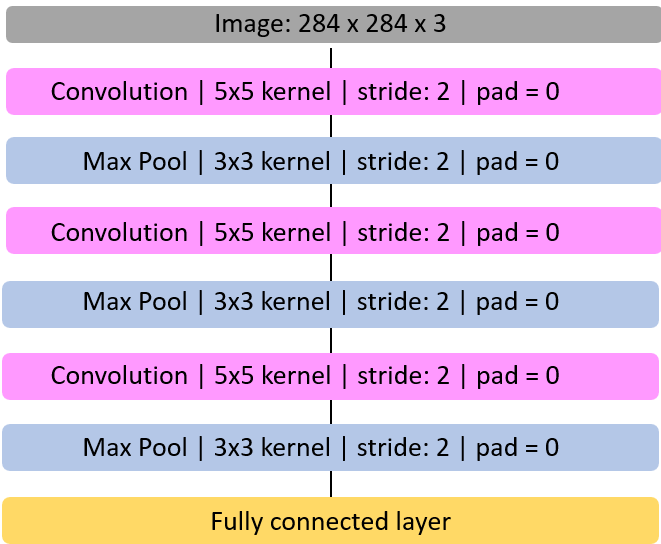 Image: 284 x 284 x 3
Convolution | 5x5 kernel | stride: 2 | pad = 0
Max Pool | 3x3 kernel | stride: 2 | pad = 0
Convolution | 5x5 kernel | stride: 2 | pad = 0
Max Pool | 3x3 kernel | stride: 2 | pad = 0
Convolution | 5x5 kernel | stride: 2 | pad = 0
Max Pool | 3x3 kernel | stride: 2 | pad = 0
Fully connected layer